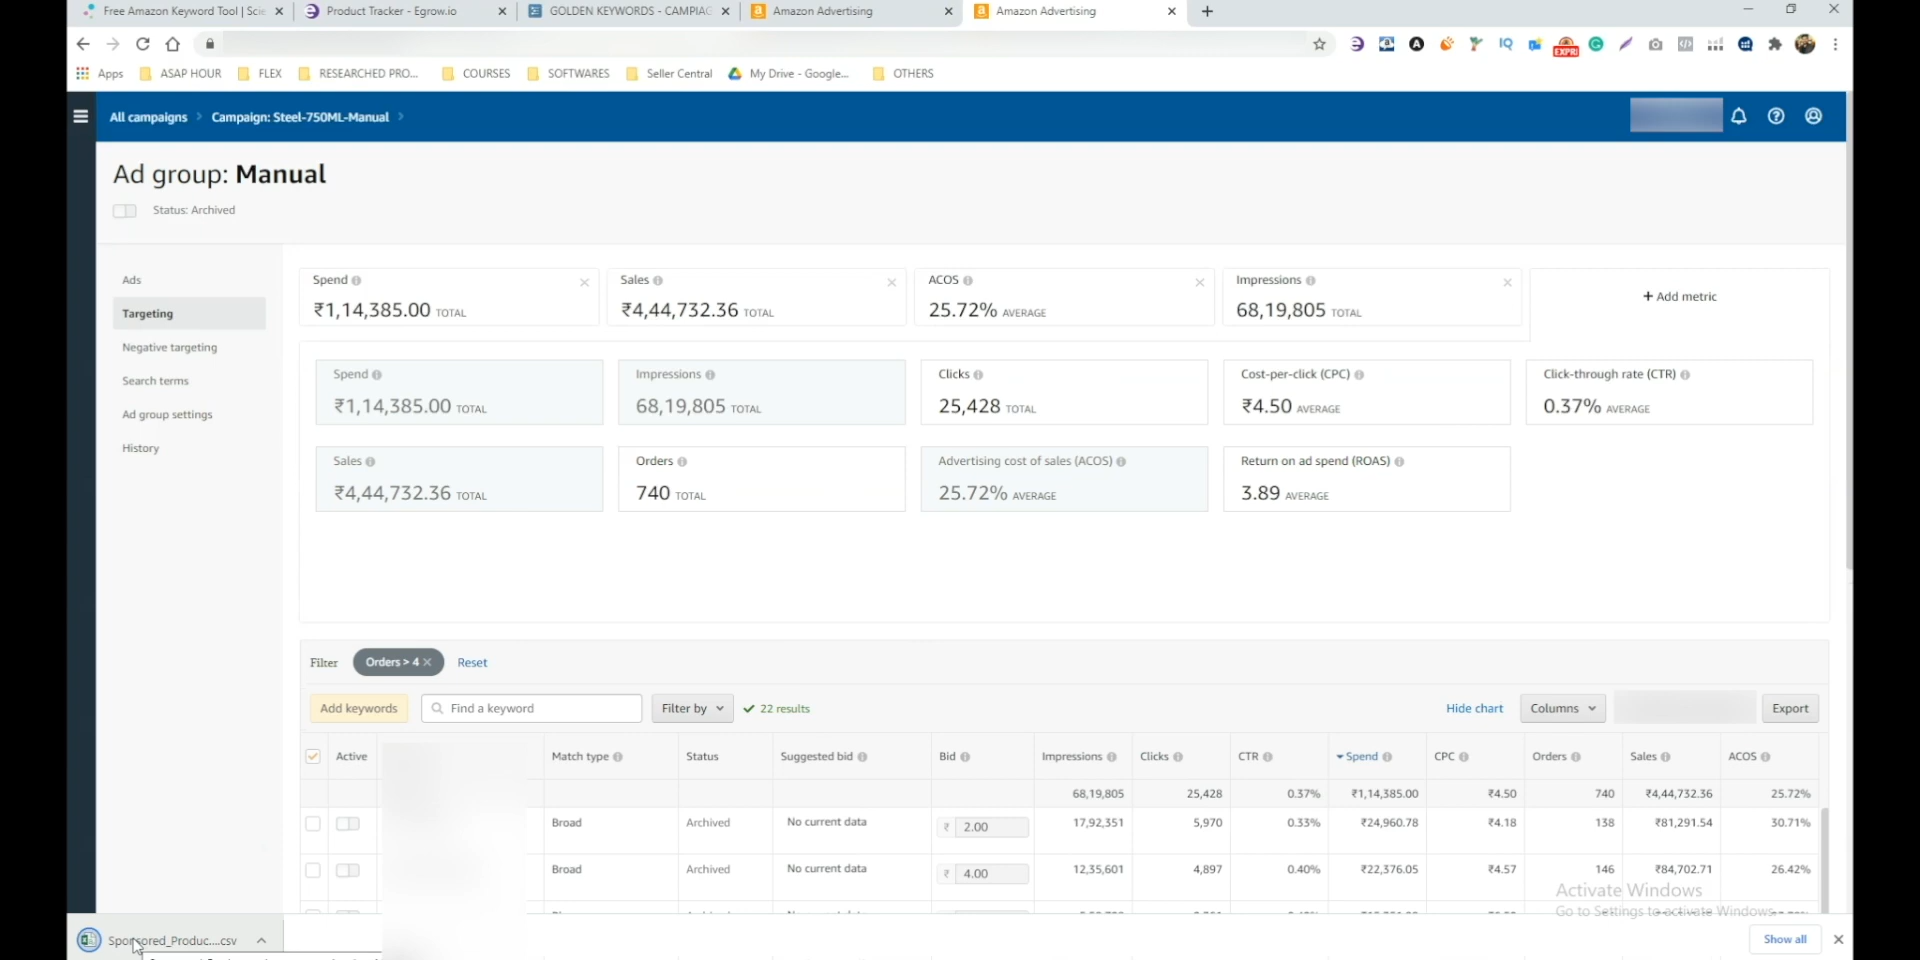 Free Amazon Keyword Tool | Scie
Product Tracker - Egrow.io
GOLDEN KEYWORDS - CAMPIAG
Amazon Advertising
Amazon Advertising
IQ
EXPRI
Apps
ASAP HOUR
FLEX
RESEARCHED PRO...
COURSES
SOFTWARES
Seller Central
My Drive - Google...
OTHERS
All campaigns
Campaign: Steel-750ML-Manual
Ad group: Manual
Status: Archived
Ads
Targeting
Negative targeting
Search terms
Ad group settings
History
Spend
₹1,14,385.00 TOTAL
Sales
₹4,44,732.36 TOTAL
ACOS
25.72% AVERAGE
Impressions
68,19,805 TOTAL
+ Add metric
Spend
₹1,14,385.00 TOTAL
Impressions
68,19,805 TOTAL
Clicks
25,428 TOTAL
Cost-per-click (CPC)
₹4.50 AVERAGE
Click-through rate (CTR)
0.37% AVERAGE
Sales
₹4,44,732.36 TOTAL
Orders
740 TOTAL
Advertising cost of sales (ACOS)
25.72% AVERAGE
Return on ad spend (ROAS)
3.89 AVERAGE
Filter Orders > 4 Reset
Add keywords Find a keyword Filter by 22 results Hide chart Columns Export
Active Match type Status Suggested bid Bid Impressions Clicks CTR Spend CPC Orders Sales ACOS
68,19,805 25,428 0.37% ₹1,14,385.00 ₹4.50 740 ₹4,44,732.36 25.72%
Broad Archived No current data ₹ 2.00 17,92,351 5,970 0.33% ₹24,960.78 ₹4.18 138 ₹81,291.54 30.71%
Broad Archived No current data ₹ 4.00 12,35,601 4,897 0.40% ₹22,376.05 ₹4.57 146 ₹84,702.71 26.42%
Activate Windows
Go to Settings to activate Windows.
Sponsored_Produc....csv
Show all